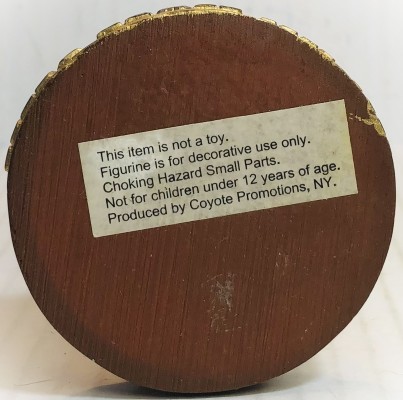 This item is not a toy.
Figurine is for decorative use only.
Choking Hazard Small Parts.
Not for children under 12 years of age.
Produced by Coyote Promotions, NY.